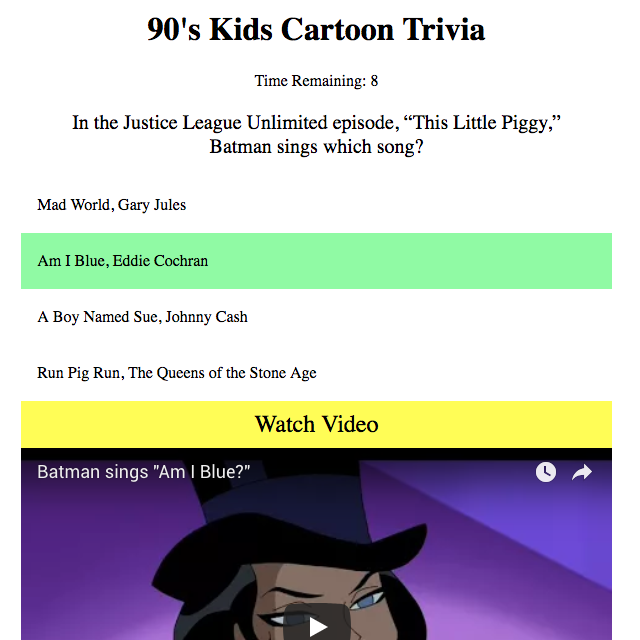 90's Kids Cartoon Trivia
Time Remaining: 8
In the Justice League Unlimited episode, “This Little Piggy,”
Batman sings which song?
Mad World, Gary Jules
Am I Blue, Eddie Cochran
A Boy Named Sue, Johnny Cash
Run Pig Run, The Queens of the Stone Age
Watch Video
Batman sings "Am I Blue?"